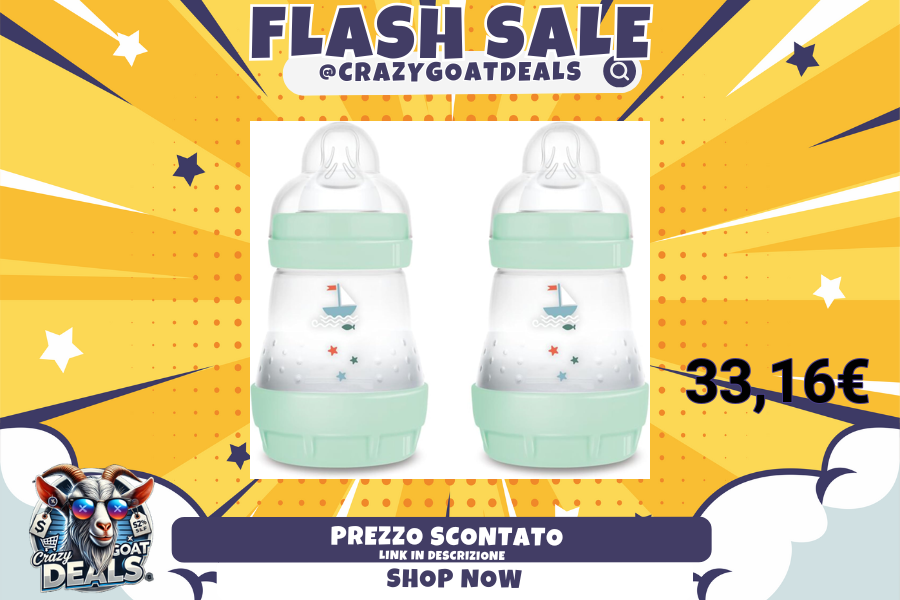 FLASH SALE
@CRAZYGOATDEALS
33,16€
PREZZO SCONTATO
LINK IN DESCRIZIONE
SHOP NOW
$
Crazy
GOAT
DEALS